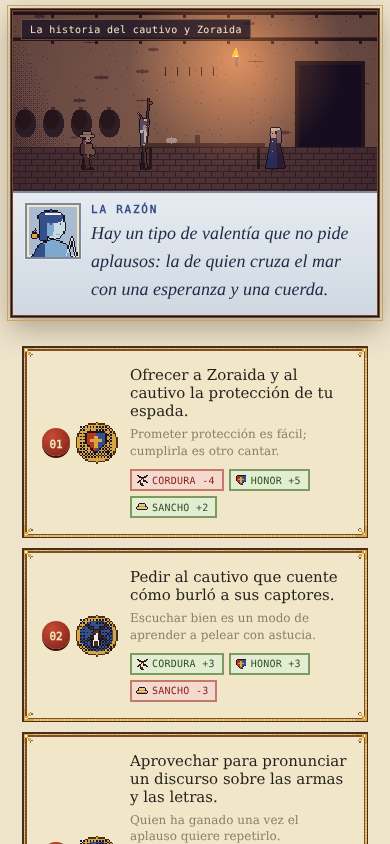 La historia del cautivo y Zoraida
LA RAZÓN
Hay un tipo de valentía que no pide
aplausos: la de quien cruza el mar
con una esperanza y una cuerda.
01
Ofrecer a Zoraida y al
cautivo la protección de tu
espada.
Prometer protección es fácil;
cumplirla es otro cantar.
CORDURA -4
HONOR +5
SANCHO +2
02
Pedir al cautivo que cuente
cómo burló a sus captores.
Escuchar bien es un modo de
aprender a pelear con astucia.
CORDURA +3
HONOR +3
SANCHO -3
Aprovechar para pronunciar
un discurso sobre las armas
y las letras.
Quien ha ganado una vez el
aplauso quiere repetirlo.